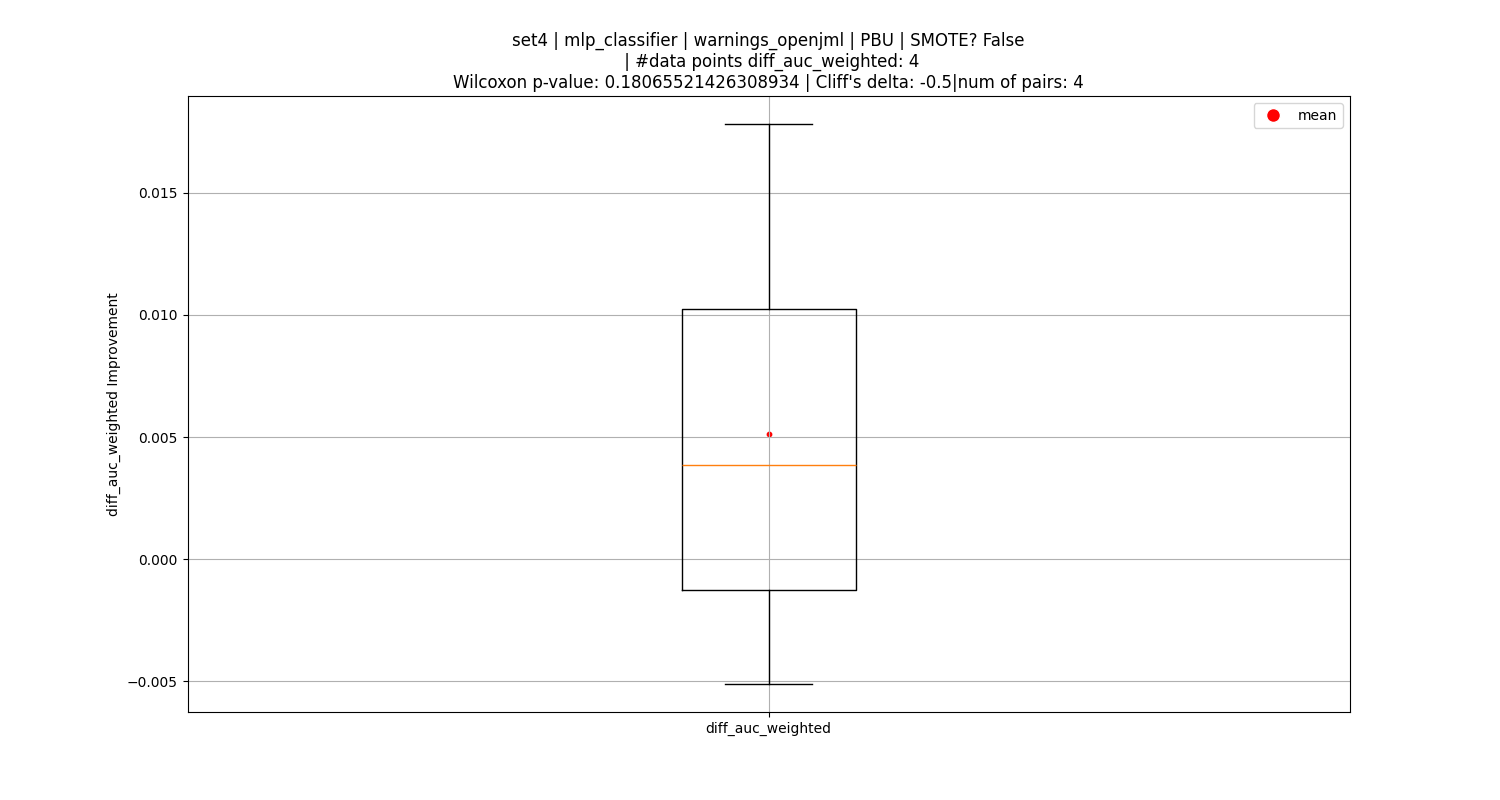 set4 | mlp_classifier | warnings_openjml | PBU | SMOTE? False
| #data points diff_auc_weighted: 4
Wilcoxon p-value: 0.18065521426308934 | Cliff's delta: -0.5|num of pairs: 4
mean
0.015
0.010
0.005
0.000
−0.005
diff_auc_weighted Improvement
diff_auc_weighted